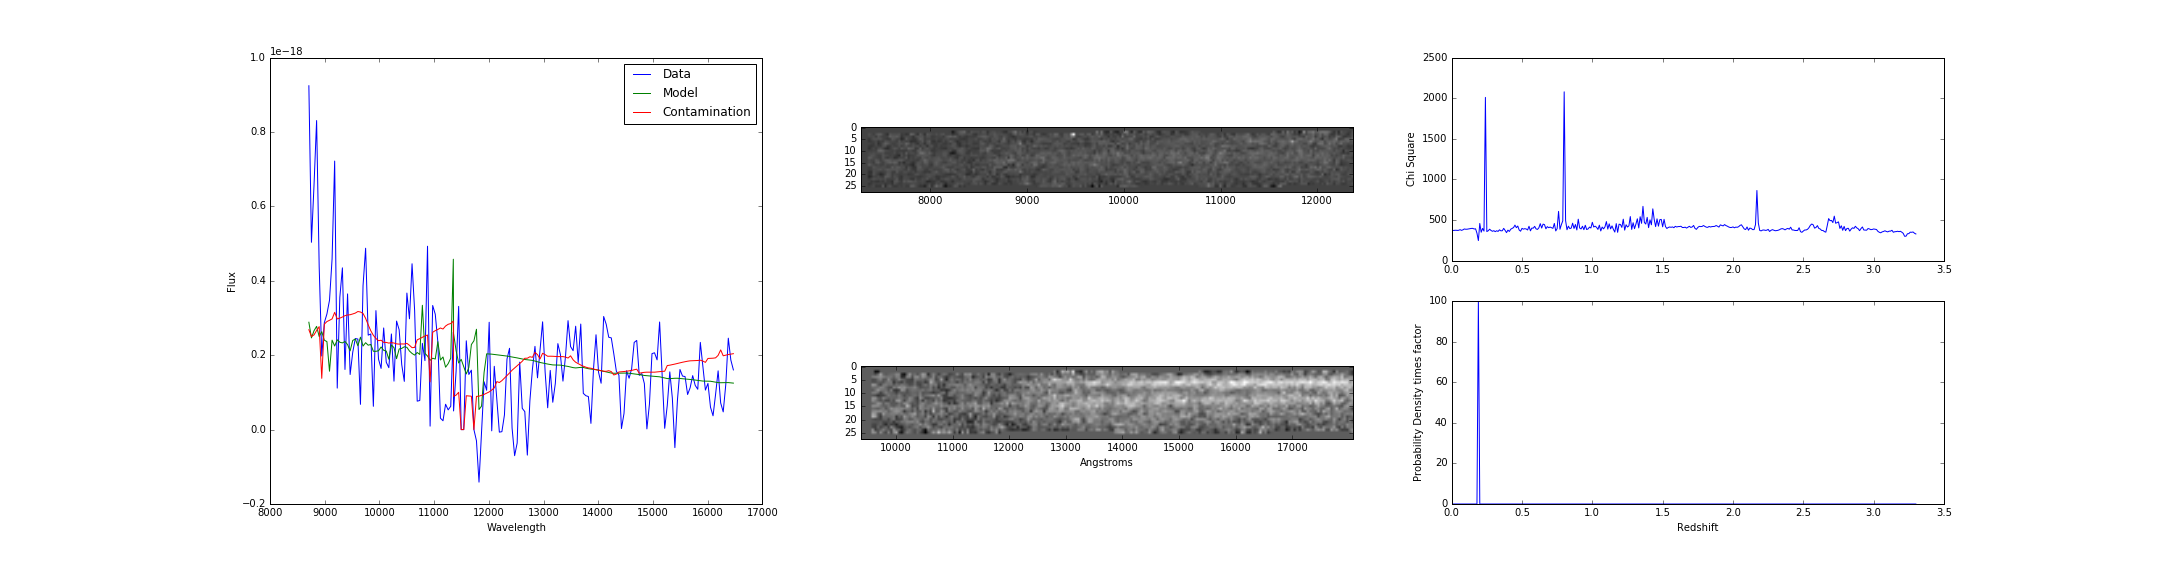 1e−18
1.0
0.8
0.6
0.4
0.2
0.0
−0.2
Flux
8000 9000 10000 11000 12000 13000 14000 15000 16000 17000
Wavelength
Data
Model
Contamination
0
5
10
15
20
25
8000 9000 10000 11000 12000
0
5
10
15
20
25
10000 11000 12000 13000 14000 15000 16000 17000
Angstroms
2500
2000
1500
1000
500
0
Chi Square
0.0 0.5 1.0 1.5 2.0 2.5 3.0 3.5
100
80
60
40
20
0
Probability Density times factor
0.0 0.5 1.0 1.5 2.0 2.5 3.0 3.5
Redshift